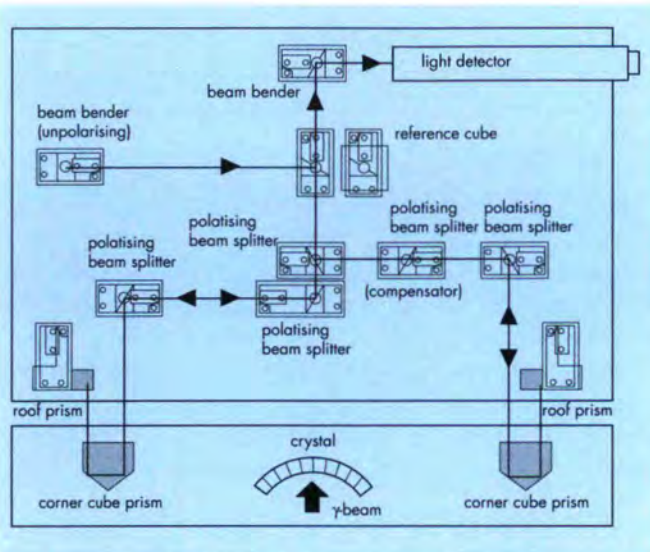 light detector
beam bender
beam bender
(unpolarising)
reference cube
polatising
beam splitter
polatising
beam splitter
polatising
beam splitter
polatising
beam splitter
(compensator)
polatising
beam splitter
roof prism
roof prism
crystal
corner cube prism
γ-beam
corner cube prism